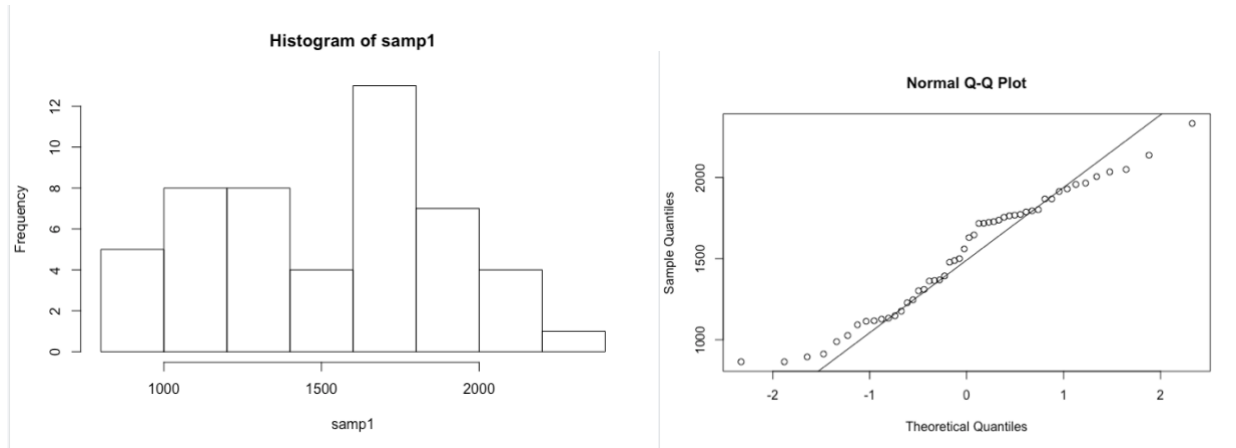 Histogram of samp1
Frequency
0
2
4
6
8
10
12
1000 1500 2000
samp1
Normal Q-Q Plot
Sample Quantiles
1000
1500
2000
-2 -1 0 1 2
Theoretical Quantiles